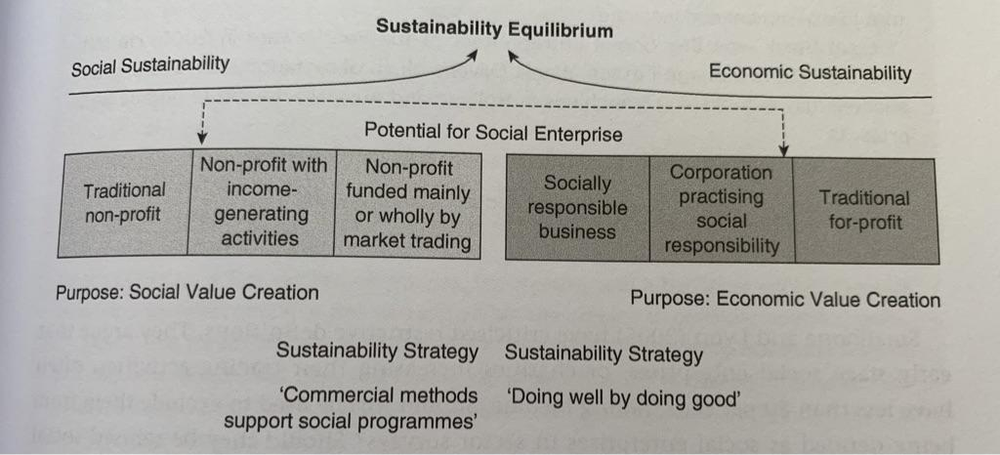 Sustainability Equilibrium
Social Sustainability
Economic Sustainability
Potential for Social Enterprise
Traditional
non-profit
Non-profit with
income-
generating
activities
Non-profit
funded mainly
or wholly by
market trading
Socially
responsible
business
Corporation
practising
social
responsibility
Traditional
for-profit
Purpose: Social Value Creation
Purpose: Economic Value Creation
Sustainability Strategy
'Commercial methods
support social programmes'
Sustainability Strategy
'Doing well by doing good'